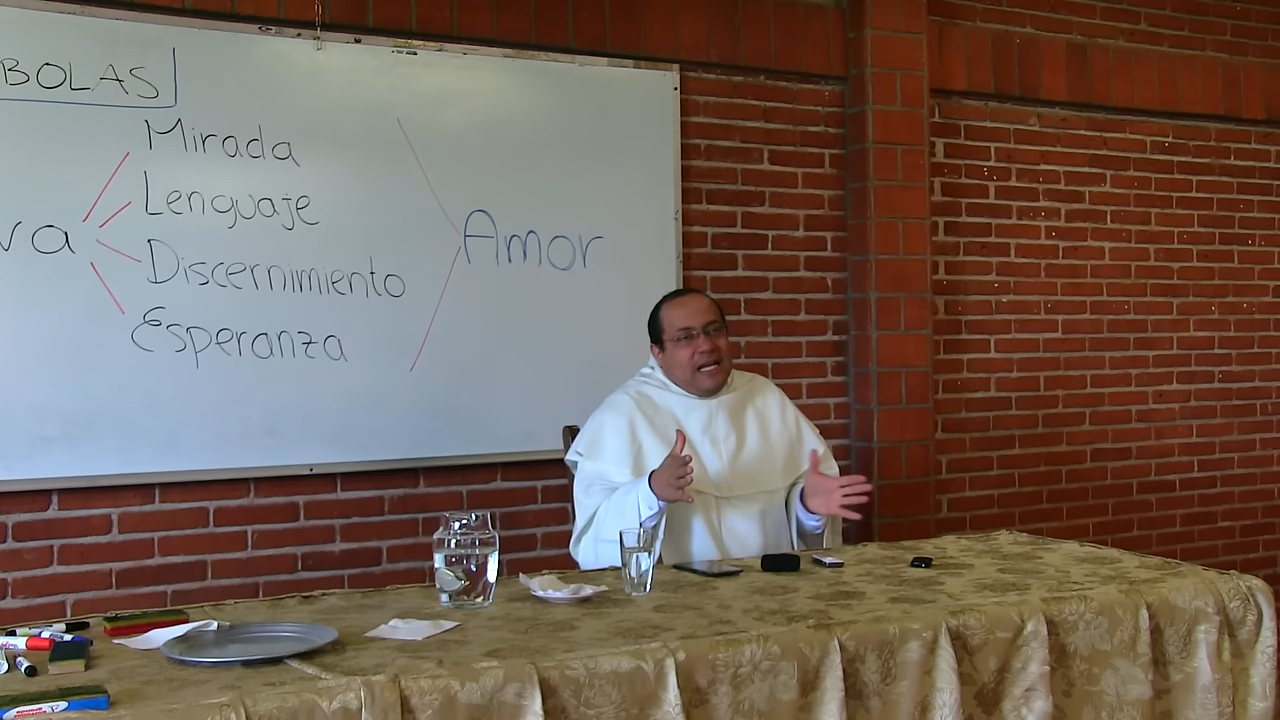 BOLAS
Mirada
Lenguaje
va Amor
Discernimiento
Esperanza